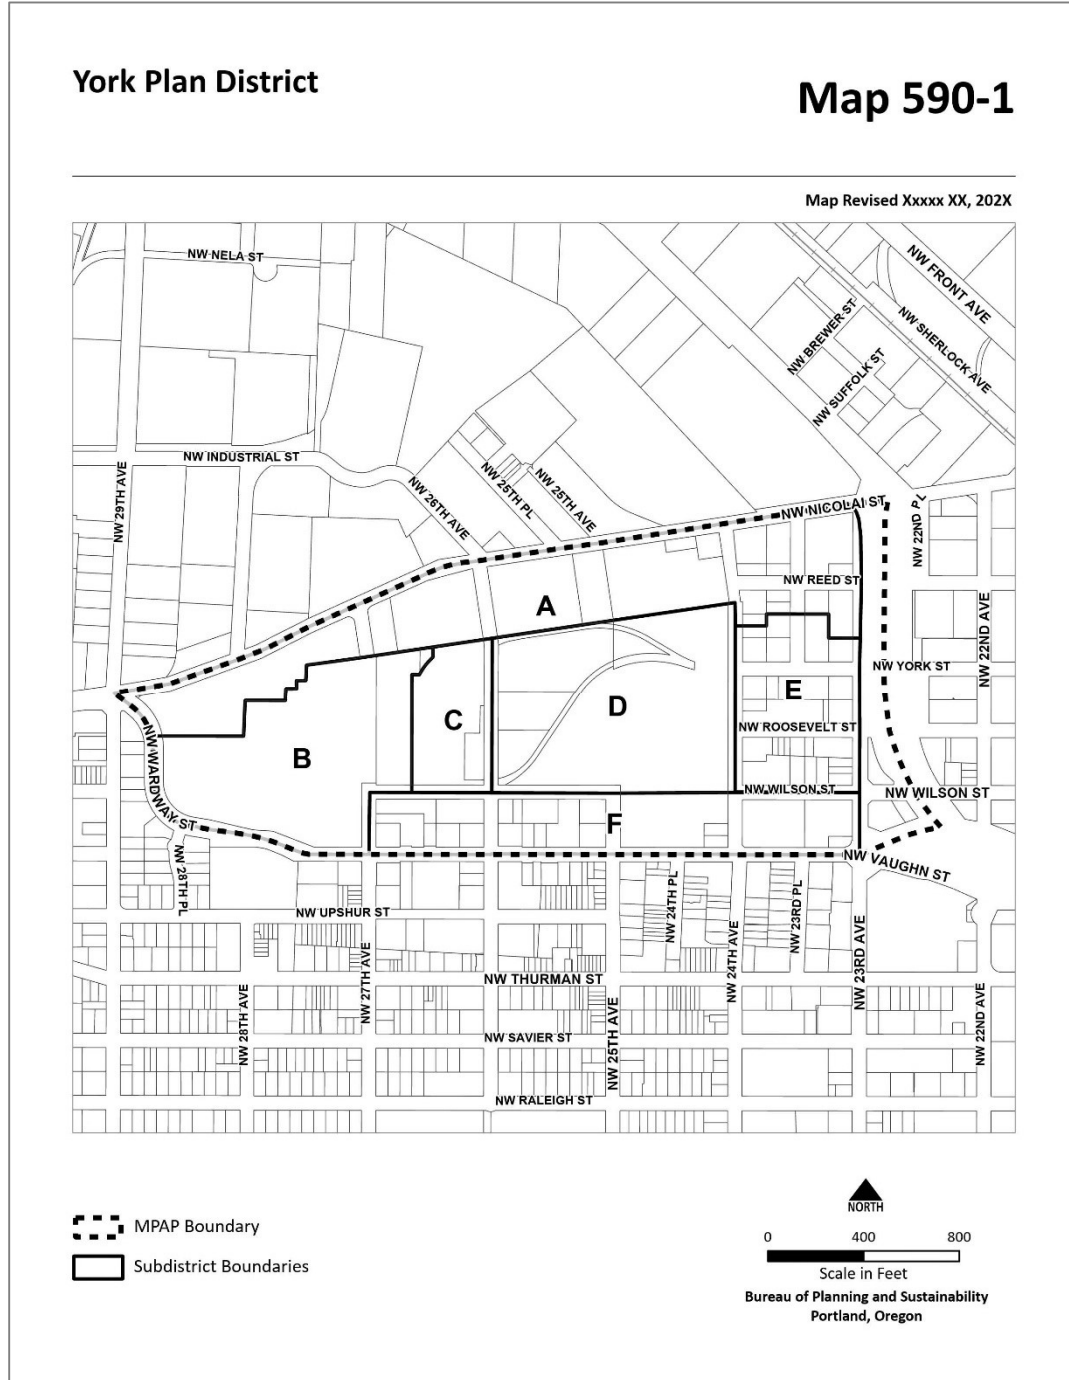 York Plan District
Map 590-1
Map Revised Xxxxx XX, 202X
NW NELA ST
NW FRONT AVE
NW SHERLOCK AVE
NW BREWER ST
NW SUFFOLK ST
NW INDUSTRIAL ST
NW 29TH AVE
NW 26TH AVE
NW 25TH PL
NW 25TH AVE
NW NICOLAI ST
NW 22ND PL
NW REED ST
A
NW 22ND AVE
NW YORK ST
E
D
C
B
NW ROOSEVELT ST
NW WARDWAY ST
NW WILSON ST
NW WILSON ST
F
NW VAUGHN ST
NW 28TH PL
NW 24TH PL
NW 23RD PL
NW UPSHUR ST
NW 27TH AVE
NW 24TH AVE
NW 23RD AVE
NW THURMAN ST
NW 28TH AVE
NW 25TH AVE
NW 22ND AVE
NW SAVIER ST
NW RALEIGH ST
MPAP Boundary
Subdistrict Boundaries
NORTH
0 400 800
Scale in Feet
Bureau of Planning and Sustainability
Portland, Oregon